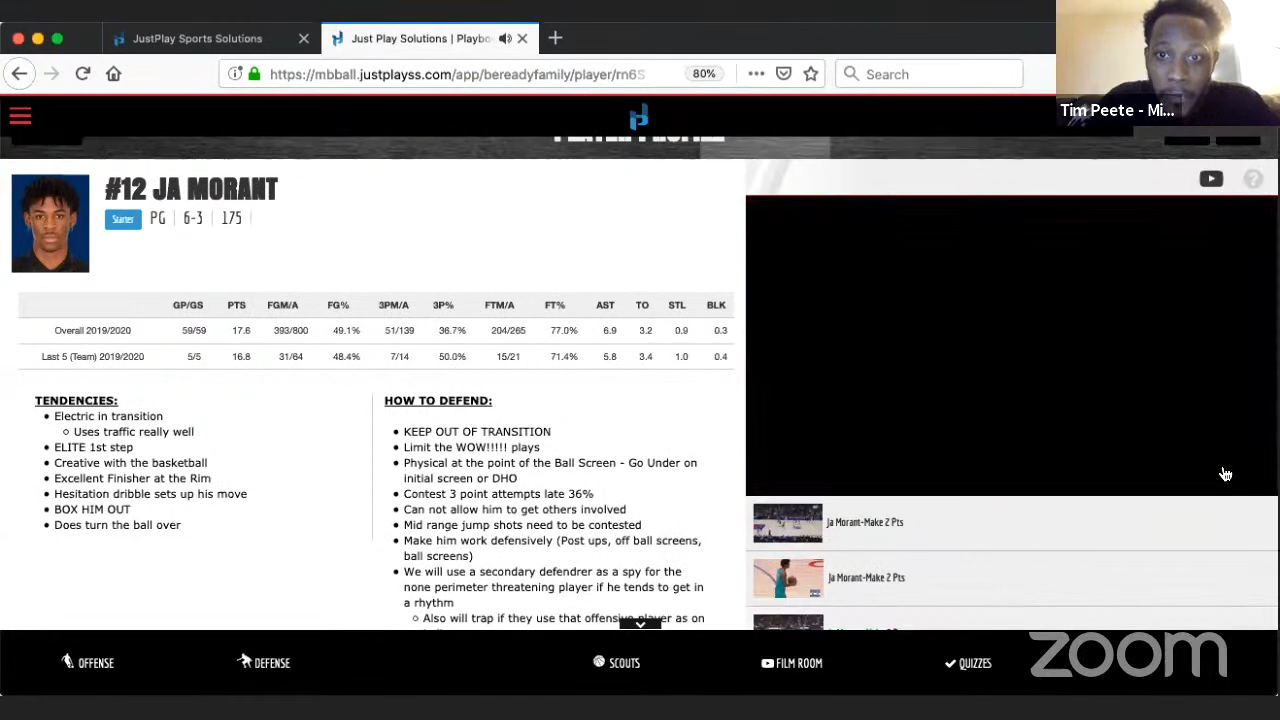 JustPlay Sports Solutions
Just Play Solutions | Playbo
https://mbball.justplayss.com/app/bereadyfamily/player/rn6S
80%
Search
Tim Peete - Mi...
PLAYER PROFILE
#12 JA MORANT
Starter PG 6-3 175
GP/GS PTS FGM/A FG% 3PM/A 3P% FTM/A FT% AST TO STL BLK
Overall 2019/2020 59/59 17.6 393/800 49.1% 51/139 36.7% 204/265 77.0% 6.9 3.2 0.9 0.3
Last 5 (Team) 2019/2020 5/5 16.8 31/64 48.4% 7/14 50.0% 15/21 71.4% 5.8 3.4 1.0 0.4
TENDENCIES:
Electric in transition
Uses traffic really well
ELITE 1st step
Creative with the basketball
Excellent Finisher at the Rim
Hesitation dribble sets up his move
BOX HIM OUT
Does turn the ball over
HOW TO DEFEND:
KEEP OUT OF TRANSITION
Limit the WOW!!!!! plays
Physical at the point of the Ball Screen - Go Under on
initial screen or DHO
Contest 3 point attempts late 36%
Can not allow him to get others involved
Mid range jump shots need to be contested
Make him work defensively (Post ups, off ball screens,
ball screens)
We will use a secondary defendrer as a spy for the
none perimeter threatening player if he tends to get in
a rhythm
Also will trap if they use that offensive player as on
Ja Morant-Make 2 Pts
Ja Morant-Make 2 Pts
OFFENSE
DEFENSE
SCOUTS
FILM ROOM
QUIZZES
zoom